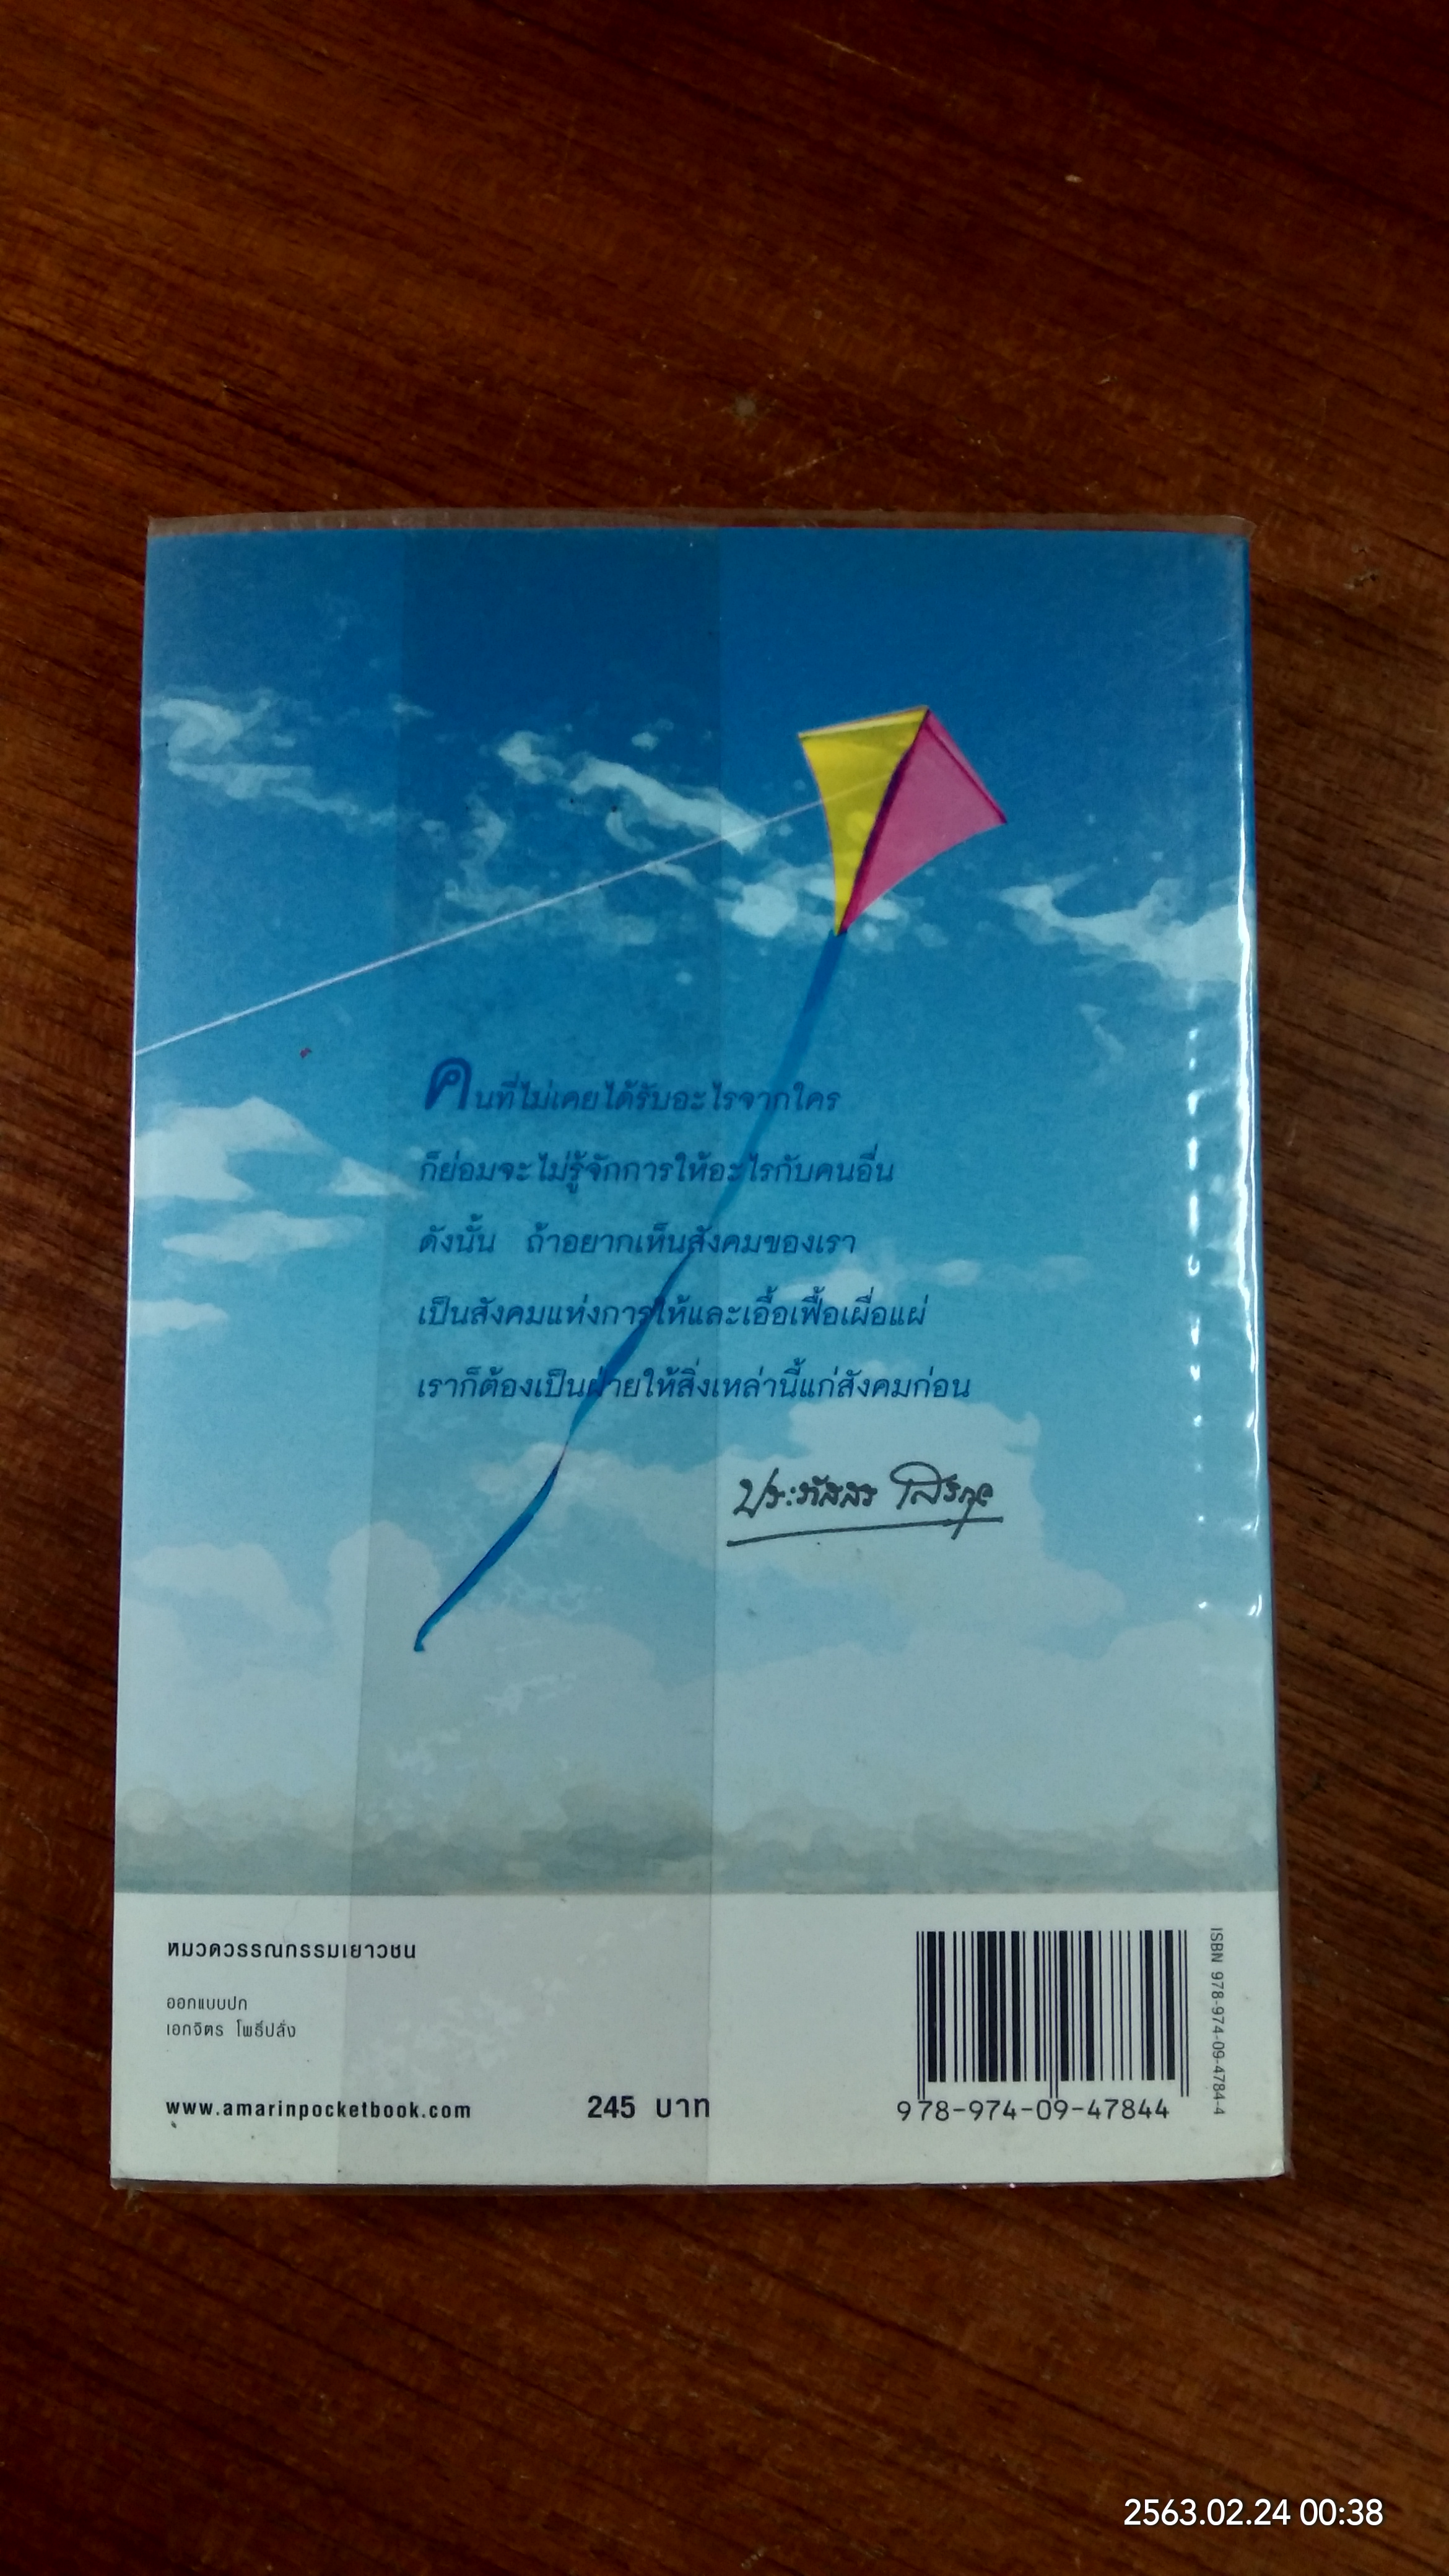 คนที่ไม่เคยได้รับอะไรจากใคร
ก็ย่อมจะไม่รู้จักการให้อะไรกับคนอื่น
ดังนั้น ถ้าอยากเห็นสังคมของเรา
เป็นสังคมแห่งการให้และเอื้อเฟื้อเผื่อแผ่
เราก็ต้องเป็นฝ่ายให้สิ่งเหล่านี้แก่สังคมก่อน
ประภัสสร เสวิกุล
หมวดวรรณกรรมเยาวชน
ออกแบบปก
เอกจิตร โพธิ์ปลั่ง
www.amarinpocketbook.com
245 บาท
978-974-09-47844
ISBN 978-974-09-4784-4
2563.02.24 00:38